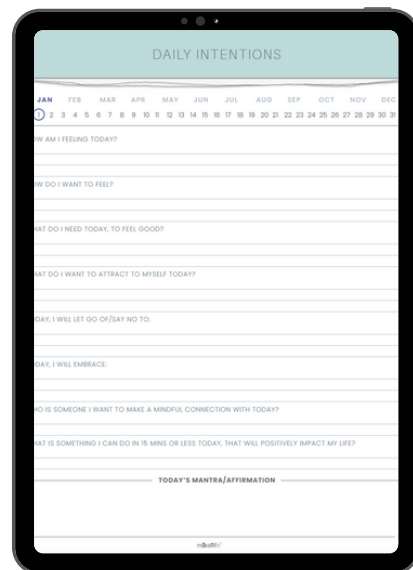 DAILY INTENTIONS
JAN FEB MAR APR MAY JUN JUL AUG SEP OCT NOV DEC
1 2 3 4 5 6 7 8 9 10 11 12 13 14 15 16 17 18 19 20 21 22 23 24 25 26 27 28 29 30 31
OW AM I FEELING TODAY?
OW DO I WANT TO FEEL?
HAT DO I NEED TODAY, TO FEEL GOOD?
HAT DO I WANT TO ATTRACT TO MYSELF TODAY?
DAY, I WILL LET GO OF/SAY NO TO:
DAY, I WILL EMBRACE:
HO IS SOMEONE I WANT TO MAKE A MINDFUL CONNECTION WITH TODAY?
HAT IS SOMETHING I CAN DO IN 15 MINS OR LESS TODAY, THAT WILL POSITIVELY IMPACT MY LIFE?
TODAY'S MANTRA/AFFIRMATION